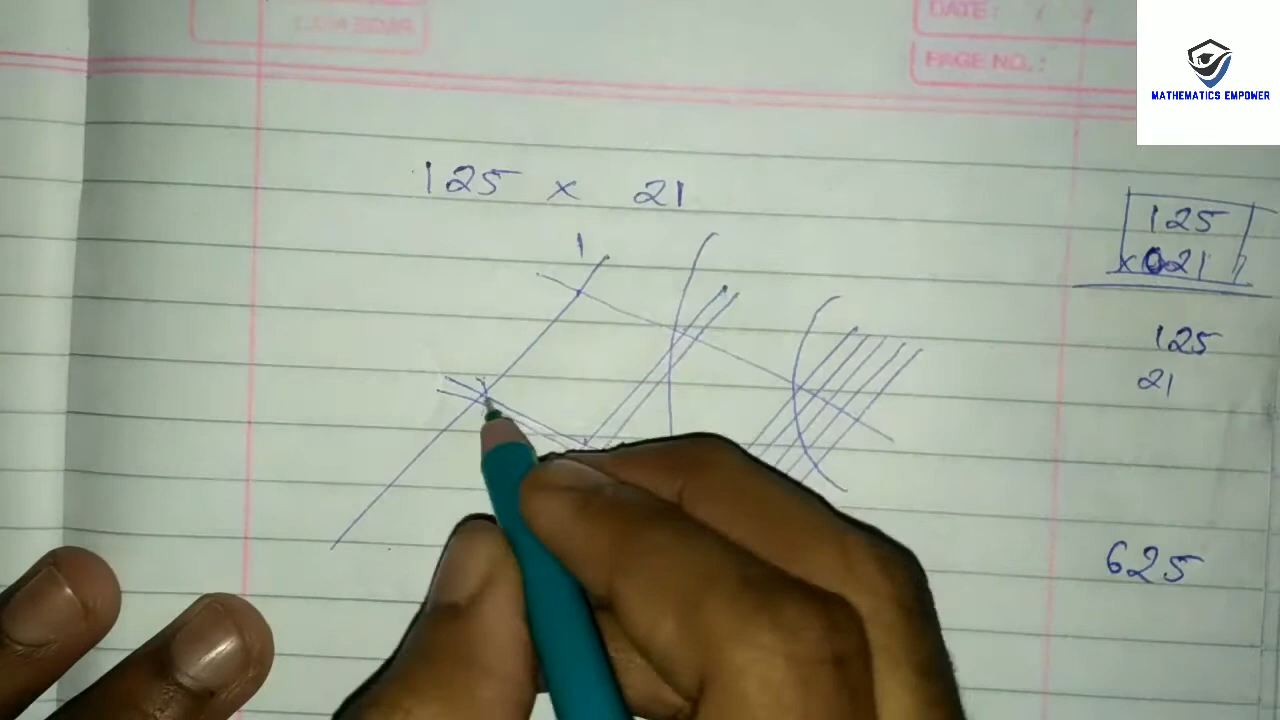 DATE: / /
PAGE NO.:
MATHEMATICS EMPOWER
125 x 21
1
125
x021
125
21
625